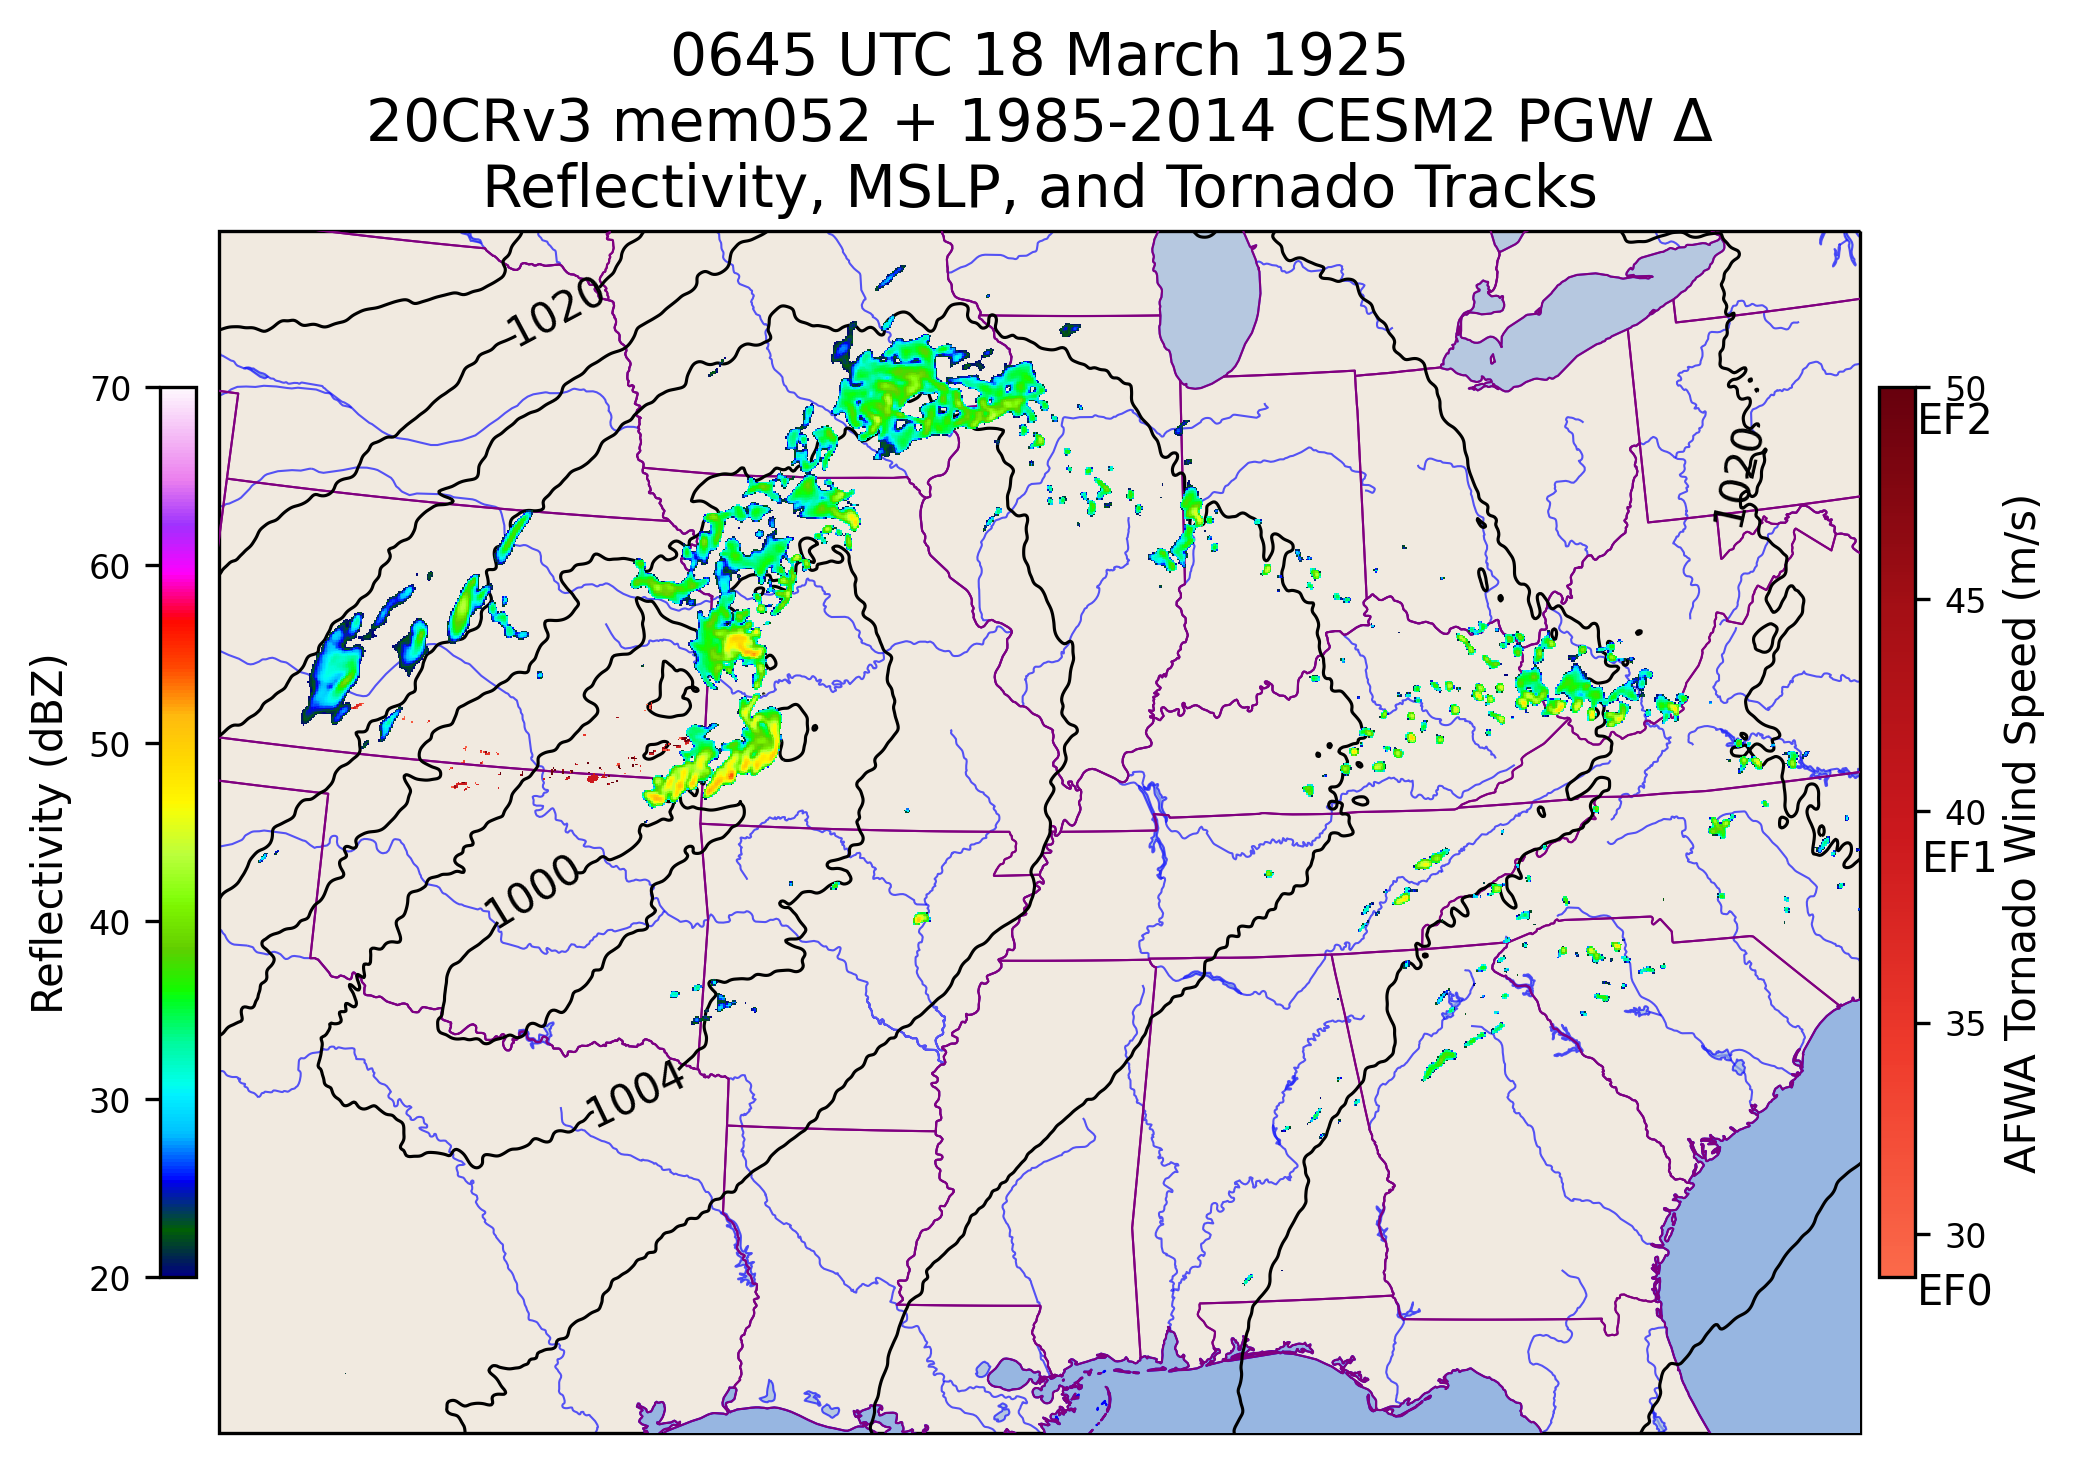 0645 UTC 18 March 1925
20CRv3 mem052 + 1985-2014 CESM2 PGW Δ
Reflectivity, MSLP, and Tornado Tracks
Reflectivity (dBZ)
70
60
50
40
30
20
1020
1020
1000
1004
50
EF2
45
40
EF1
35
30
EF0
AFWA Tornado Wind Speed (m/s)